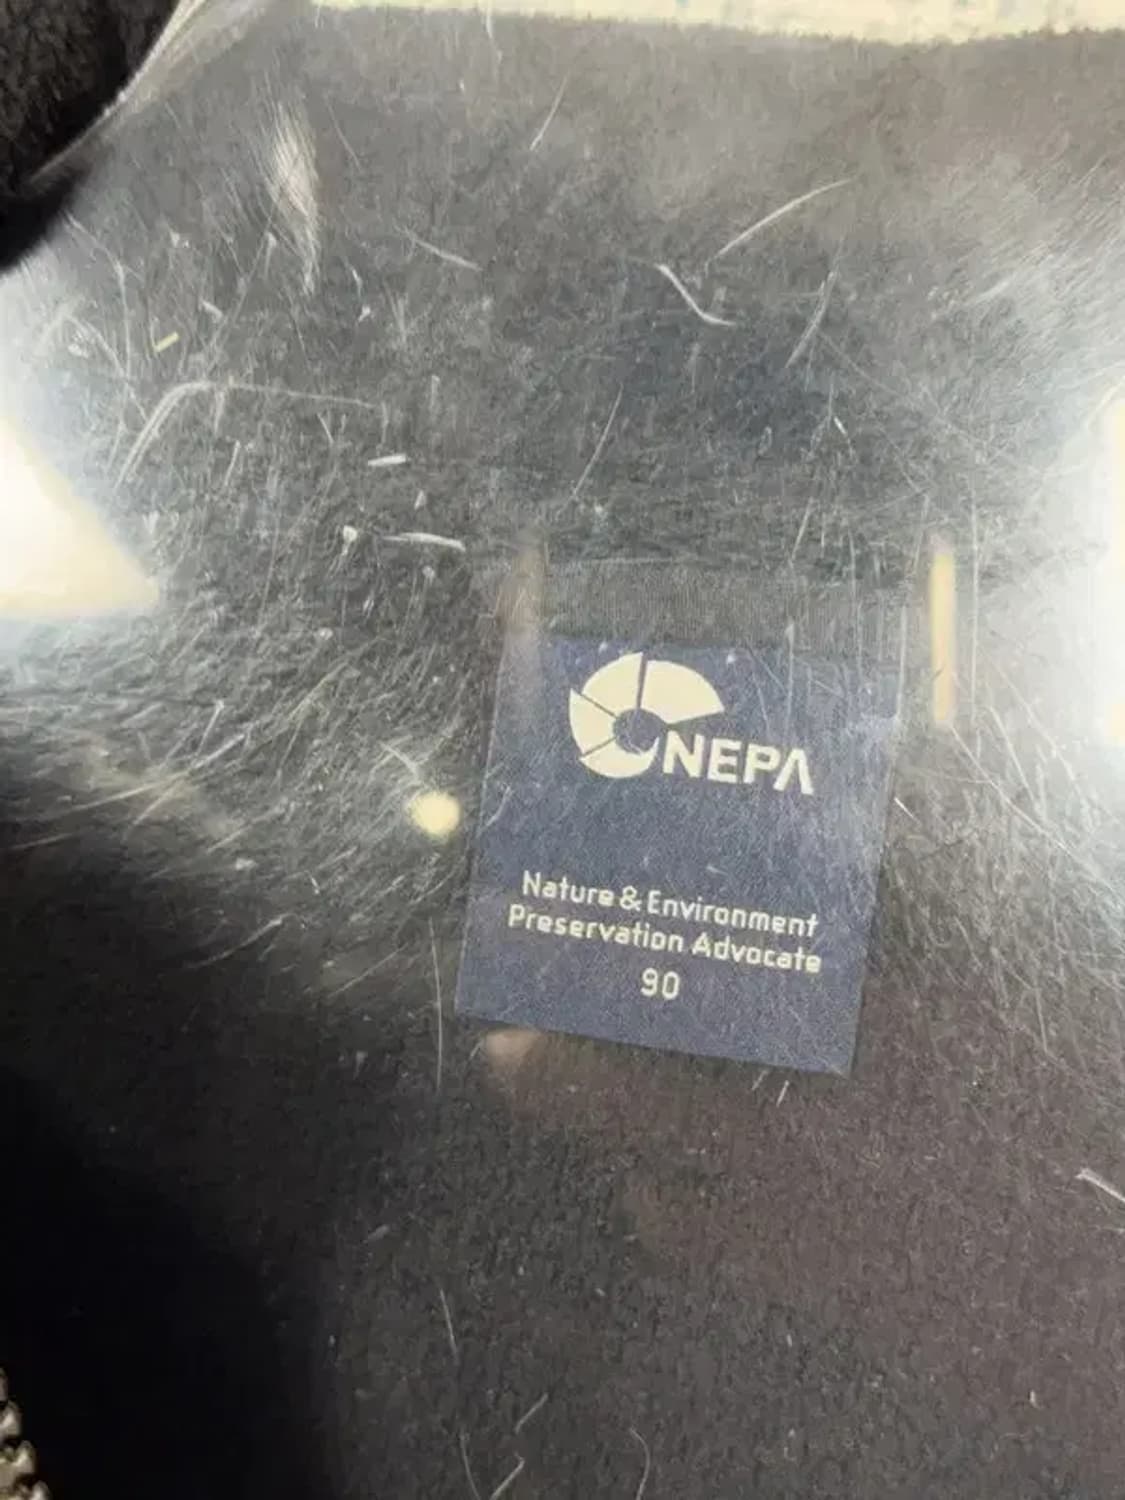 NEPA
Nature & Environment
Preservation Advocate
90